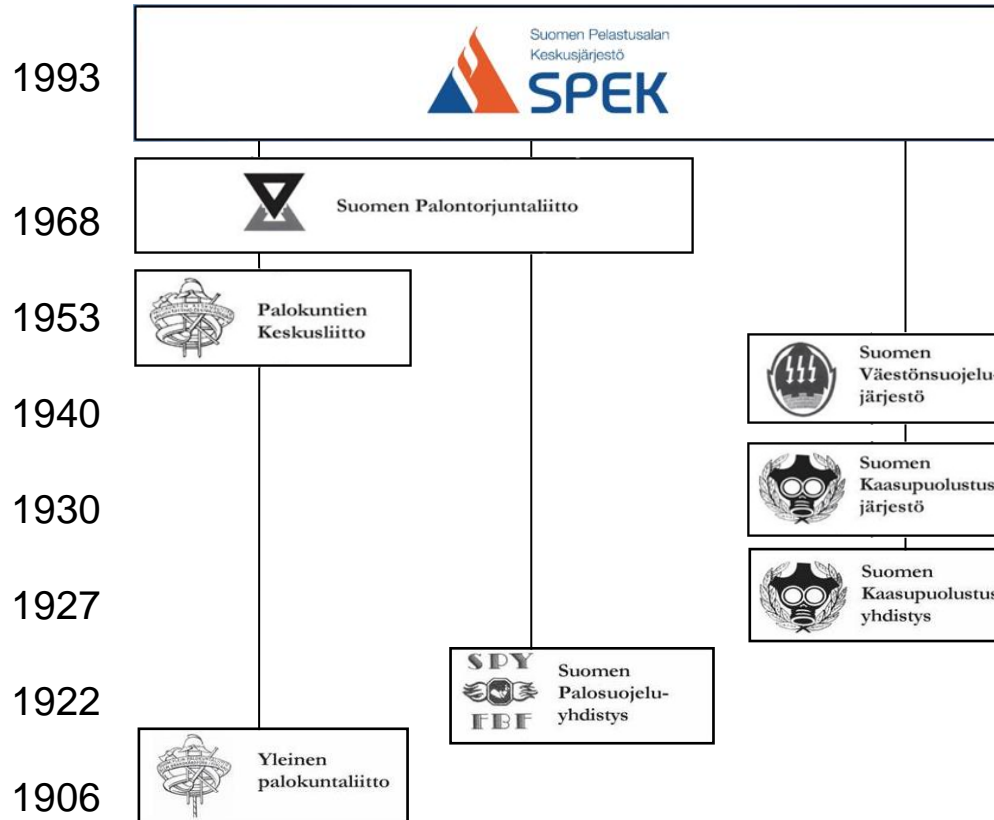 1993
Suomen Pelastusalan
Keskusjärjestö
SPEK
1968
Suomen Palontorjuntaliitto
1953
Palokuntien
Keskusliitto
Suomen
Väestönsuojelu-
järjestö
1940
Suomen
Kaasupuolustus
järjestö
1930
Suomen
Kaasupuolustus
yhdistys
1927
SPY
FBF
Suomen
Palosuojelu-
yhdistys
1922
Yleinen
palokuntaliitto
1906